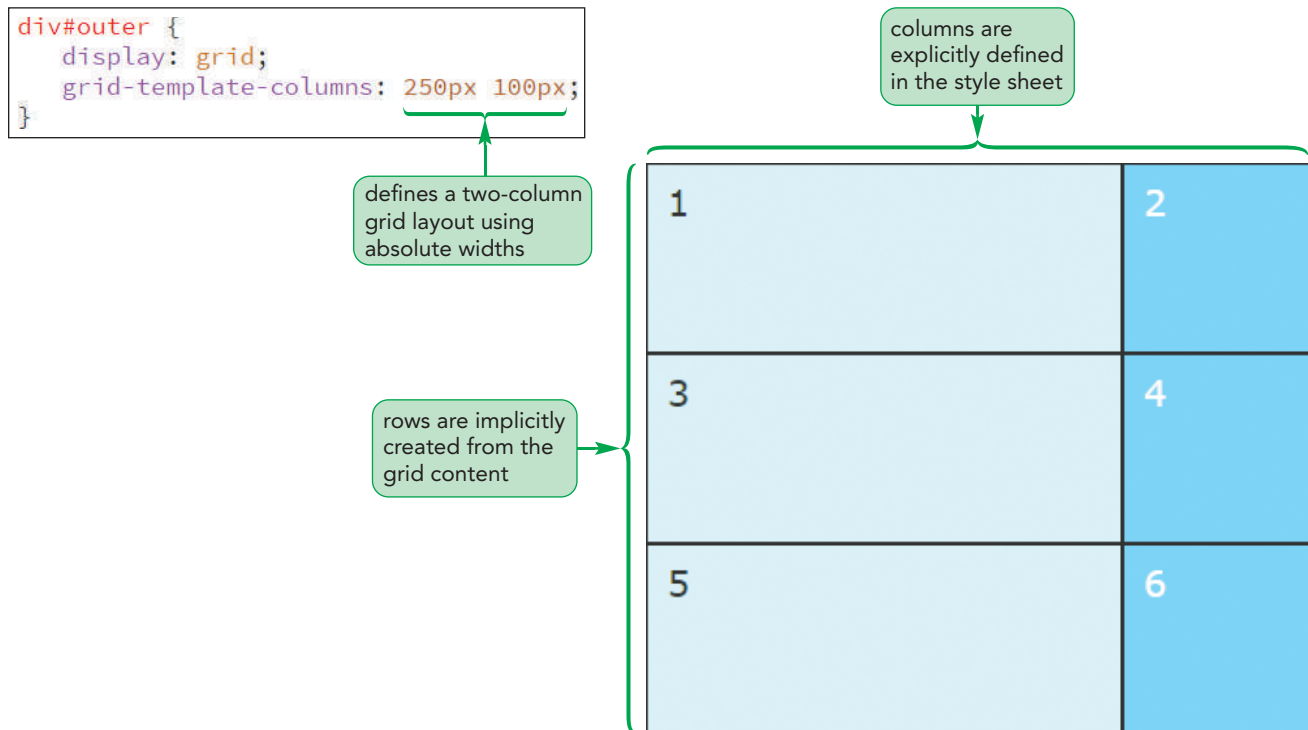 div#outer {
   display: grid;
   grid-template-columns: 250px 100px;
}
defines a two-column
grid layout using
absolute widths
columns are
explicitly defined
in the style sheet
rows are implicitly
created from the
grid content
1
2
3
4
5
6